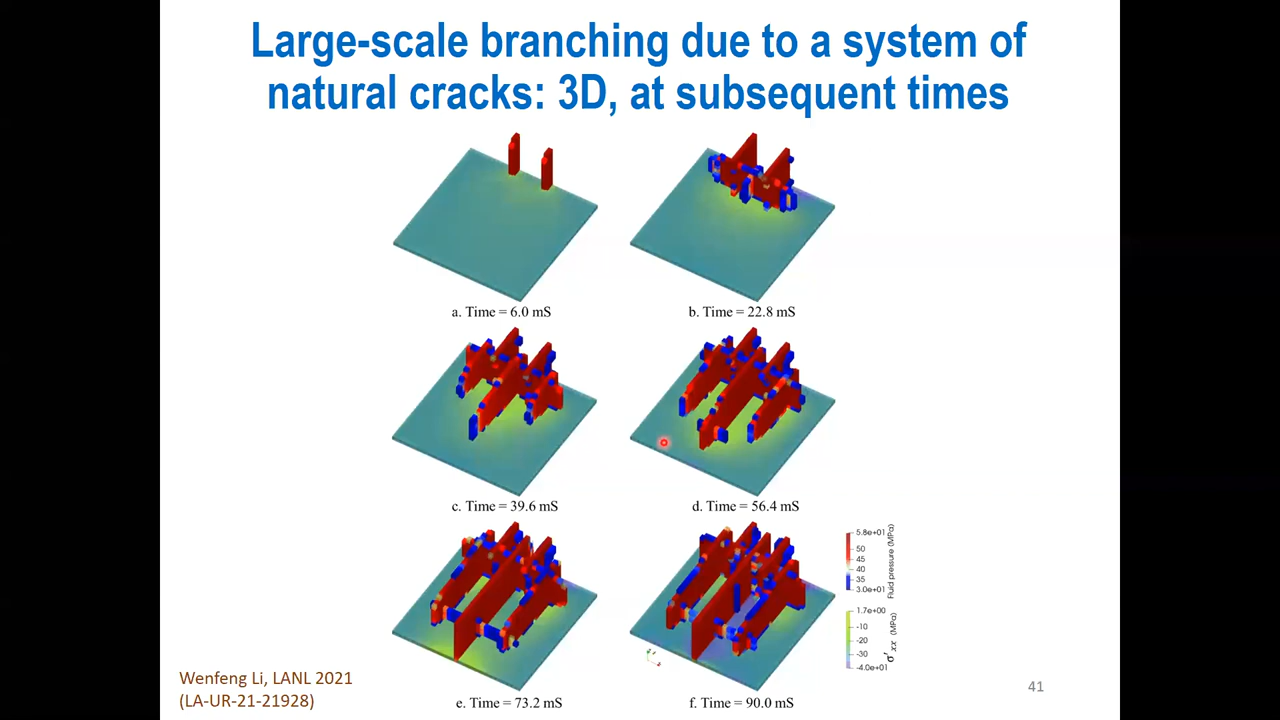 Large-scale branching due to a system of
natural cracks: 3D, at subsequent times
a. Time = 6.0 mS
b. Time = 22.8 mS
c. Time = 39.6 mS
d. Time = 56.4 mS
5.8e+01
50
45
40
35
3.0e+01
Fluid pressure (MPa)
1.7e+00
-10
-20
-30
-4.0e+01
σ'xx (MPa)
e. Time = 73.2 mS
f. Time = 90.0 mS
Wenfeng Li, LANL 2021
(LA-UR-21-21928)
41